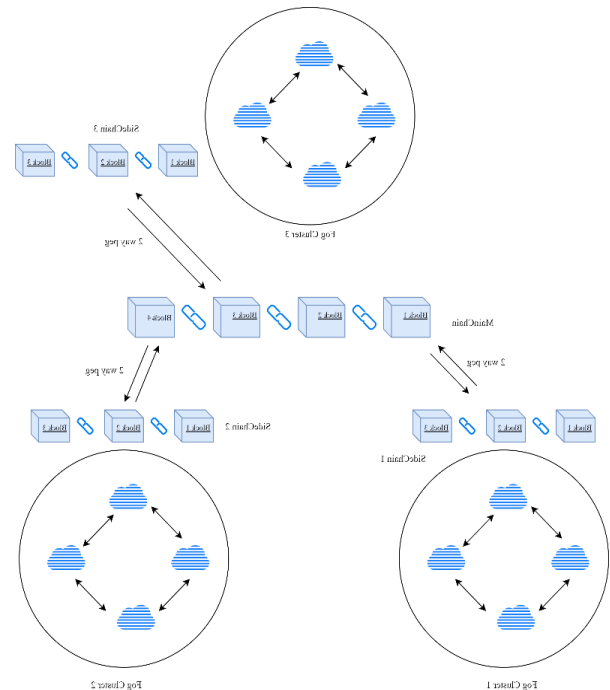 SideChain 3
Block 3
Block 2
Block 1
Fog Cluster 3
2 way peg
Block 4
Block 3
Block 2
Block 1
MainChain
2 way peg
2 way peg
Block 3
Block 2
Block 1
SideChain 2
Block 3
Block 2
Block 1
SideChain 1
Fog Cluster 2
Fog Cluster 1